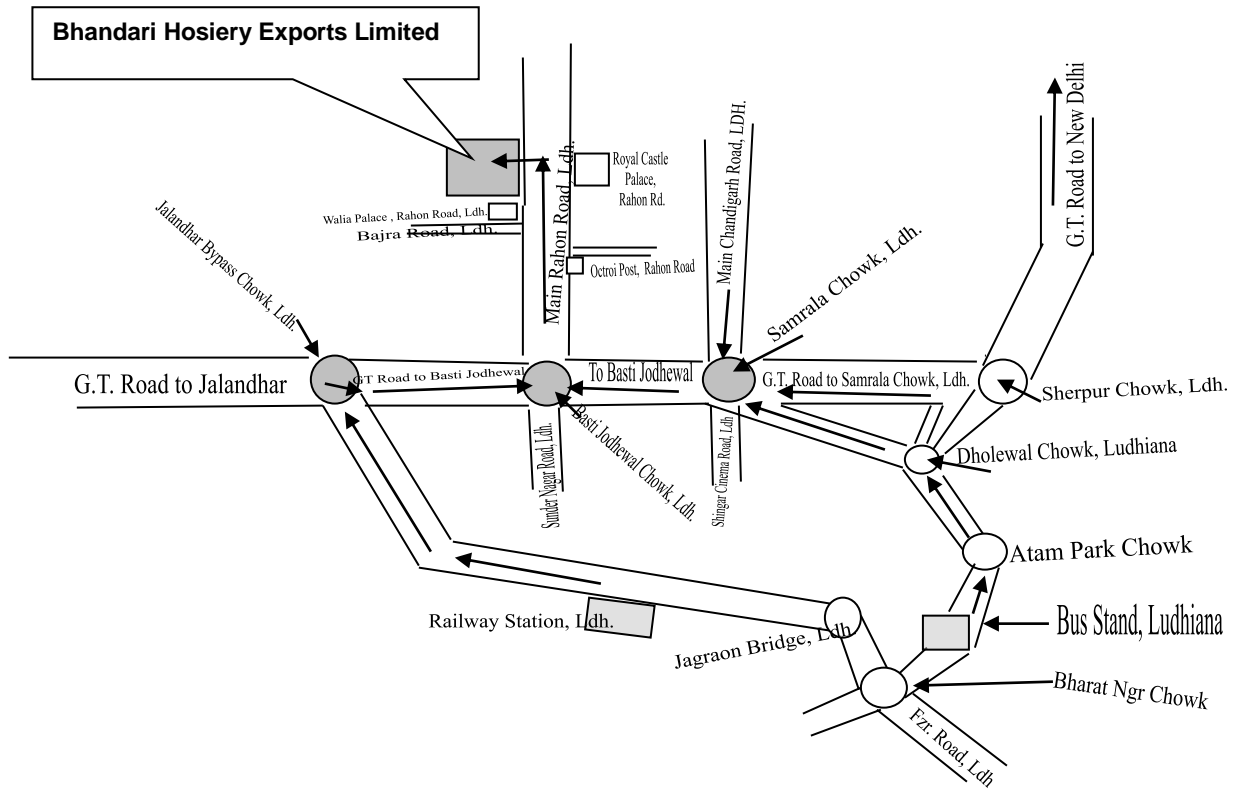 Bhandari Hosiery Exports Limited
G.T. Road to New Delhi
Main Chandigarh Road, LDH.
Royal Castle
Palace,
Rahon Rd.
Main Rahon Road, Ldh.
Walia Palace , Rahon Road, Ldh.
Bajra Road, Ldh.
Jalandhar Bypass Chowk, Ldh.
Octroi Post, Rahon Road
Samrala Chowk, Ldh.
G.T. Road to Jalandhar
GT Road to Basti Jodhewal
To Basti Jodhewal
G.T. Road to Samrala Chowk, Ldh.
Sherpur Chowk, Ldh.
Sunder Nagar Road, Ldh.
Basti Jodhewal Chowk, Ldh.
Shingar Cinema Road, Ldh
Dholewal Chowk, Ludhiana
Atam Park Chowk
Railway Station, Ldh.
Jagraon Bridge, Ldh
Bus Stand, Ludhiana
Bharat Ngr Chowk
Fzr. Road, Ldh